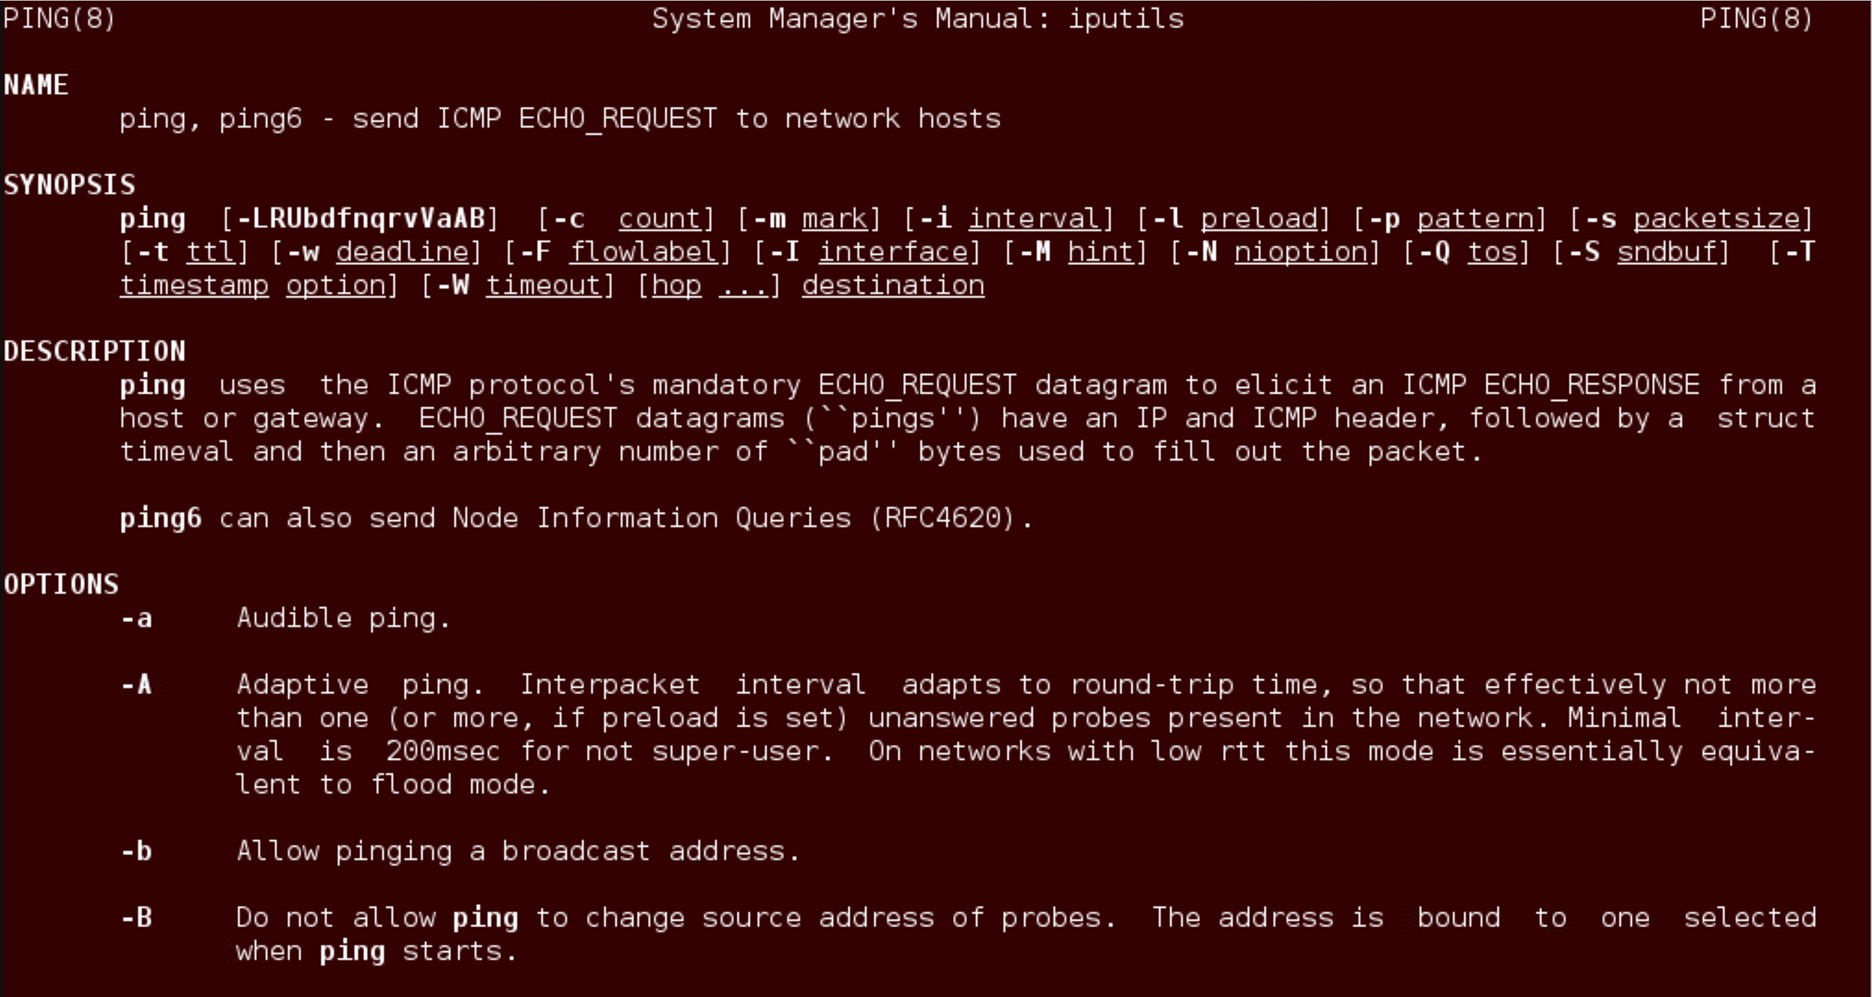 PING(8) System Manager's Manual: iputils PING(8)
NAME
ping, ping6 - send ICMP ECHO_REQUEST to network hosts
SYNOPSIS
ping [-LRUbdfnqrvVaAB] [-c count] [-m mark] [-i interval] [-l preload] [-p pattern] [-s packetsize]
[-t ttl] [-w deadline] [-F flowlabel] [-I interface] [-M hint] [-N nioption] [-Q tos] [-S sndbuf] [-T
timestamp option] [-W timeout] [hop ...] destination
DESCRIPTION
ping uses the ICMP protocol's mandatory ECHO_REQUEST datagram to elicit an ICMP ECHO_RESPONSE from a
host or gateway. ECHO_REQUEST datagrams (``pings'') have an IP and ICMP header, followed by a struct
timeval and then an arbitrary number of ``pad'' bytes used to fill out the packet.
ping6 can also send Node Information Queries (RFC4620).
OPTIONS
-a Audible ping.
-A Adaptive ping. Interpacket interval adapts to round-trip time, so that effectively not more
than one (or more, if preload is set) unanswered probes present in the network. Minimal inter-
val is 200msec for not super-user. On networks with low rtt this mode is essentially equiva-
lent to flood mode.
-b Allow pinging a broadcast address.
-B Do not allow ping to change source address of probes. The address is bound to one selected
when ping starts.